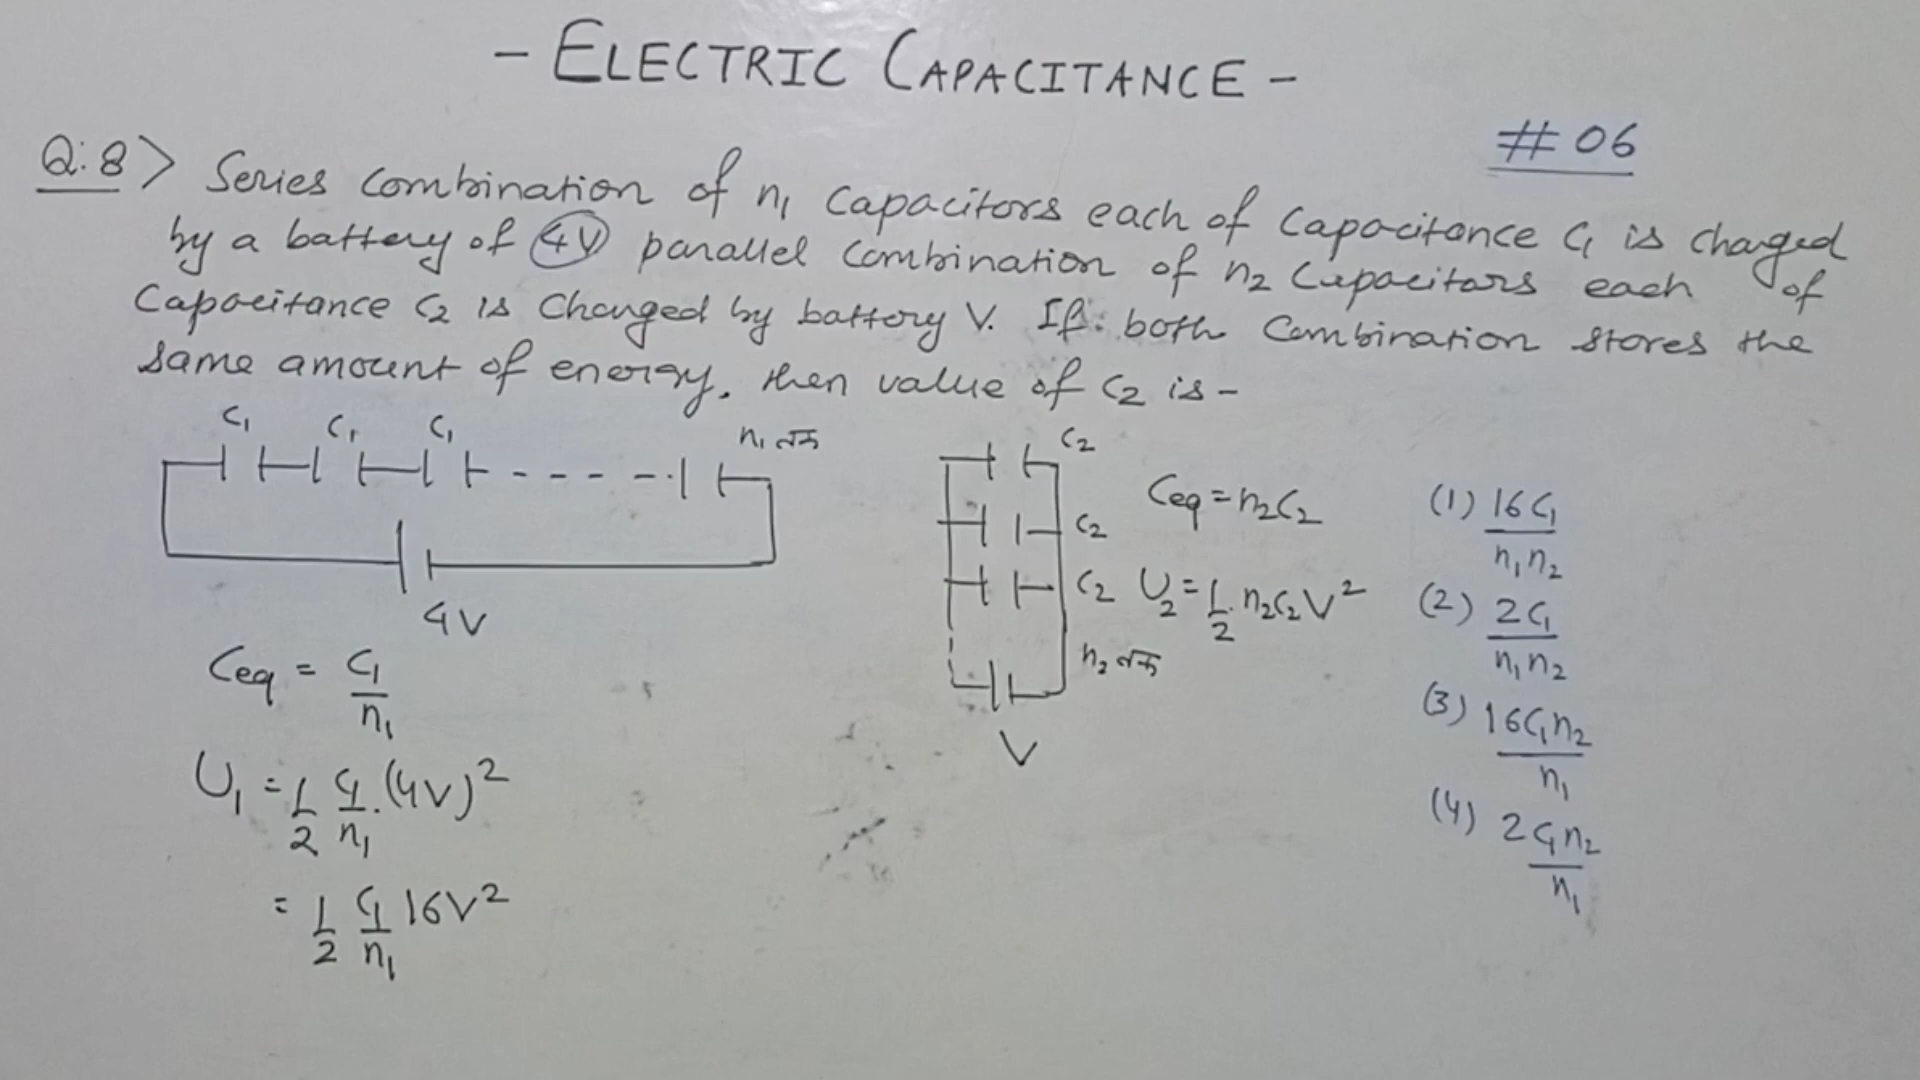 - ELECTRIC CAPACITANCE -
# 06
Q.8> Series combination of n₁ capacitors each of capacitance C₁ is charged
by a battery of 4V parallel combination of n₂ capacitors each of
Capacitance C₂ is charged by battery V. If both combination stores the
same amount of energy, then value of C₂ is -
C₁ C₁ C₁ n₁ तक
4V
Ceq = C₁/n₁
U₁ = 1/2 C₁/n₁ . (4V)²
= 1/2 C₁/n₁ 16V²
C₂
C₂
C₂
n₂ तक
V
Ceq = n₂C₂
U₂ = 1/2 . n₂C₂V²
(1) 16C₁/n₁n₂
(2) 2C₁/n₁n₂
(3) 16C₁n₂/n₁
(4) 2C₁n₂/n₁